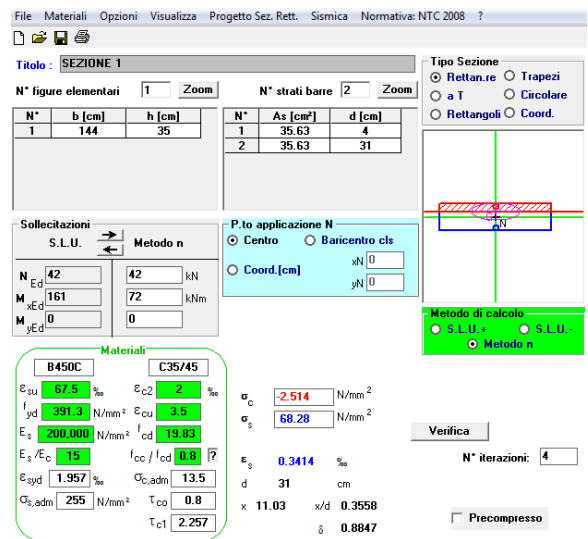 File Materiali Opzioni Visualizza Progetto Sez. Rett. Sismica Normativa: NTC 2008 ?
Titolo : SEZIONE 1
N° figure elementari 1 Zoom
N° strati barre 2 Zoom
N° b [cm] h [cm]
1 144 35
N° As [cm²] d [cm]
1 35.63 4
2 35.63 31
Tipo Sezione
Rettan.re Trapezi
a T Circolare
Rettangoli Coord.
N
Sollecitazioni
S.L.U. Metodo n
N Ed 42 42 kN
M xEd 161 72 kNm
M yEd 0 0
P.to applicazione N
Centro Baricentro cls
Coord.[cm] xN 0
yN 0
Metodo di calcolo
S.L.U.+ S.L.U.-
Metodo n
Materiali
B450C C35/45
εsu 67.5 ‰ εc2 2 ‰
fyd 391.3 N/mm² εcu 3.5
Es 200,000 N/mm² fcd 19.83
Es /Ec 15 fcc / fcd 0.8 ?
εsyd 1.957 ‰ σc,adm 13.5
σs,adm 255 N/mm² τco 0.8
τc1 2.257
σc -2.514 N/mm²
σs 68.28 N/mm²
εs 0.3414 ‰
d 31 cm
x 11.03 x/d 0.3558
δ 0.8847
Verifica
N° iterazioni: 4
Precompresso